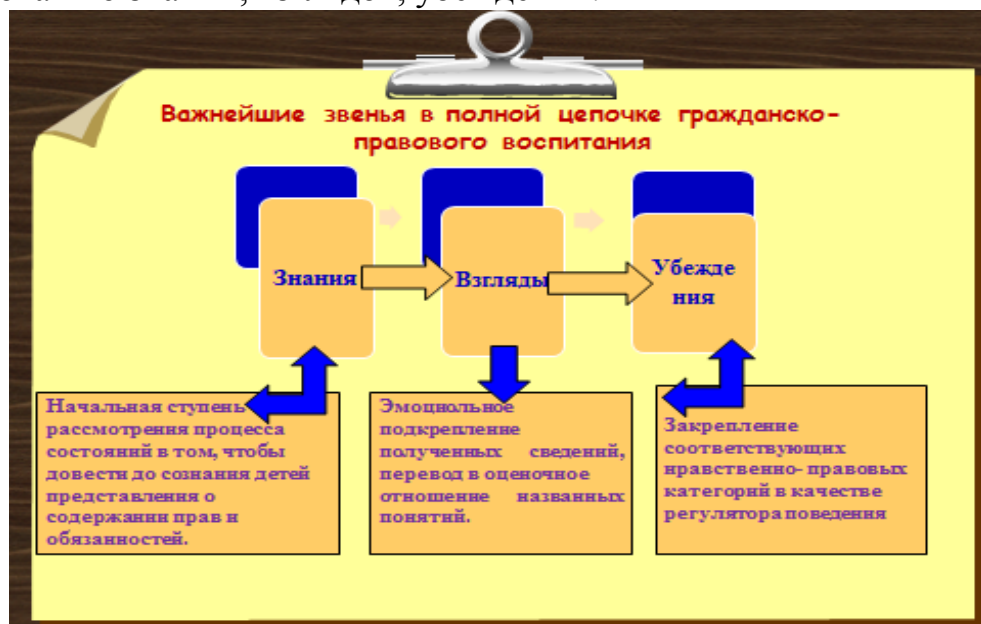 Важнейшие звенья в полной цепочке гражданско-
правового воспитания
Знания
Взгляды
Убежде
ния
Начальная ступень
рассмотрения процесса
состояний в том, чтобы
довести до сознания детей
представления о
содержании прав и
обязанностей.
Эмоциольное
подкрепление
полученных сведений,
перевод в оценочное
отношение названных
понятий.
Закрепление
соответствующих
нравственно- правовых
категорий в качестве
регулятора поведения